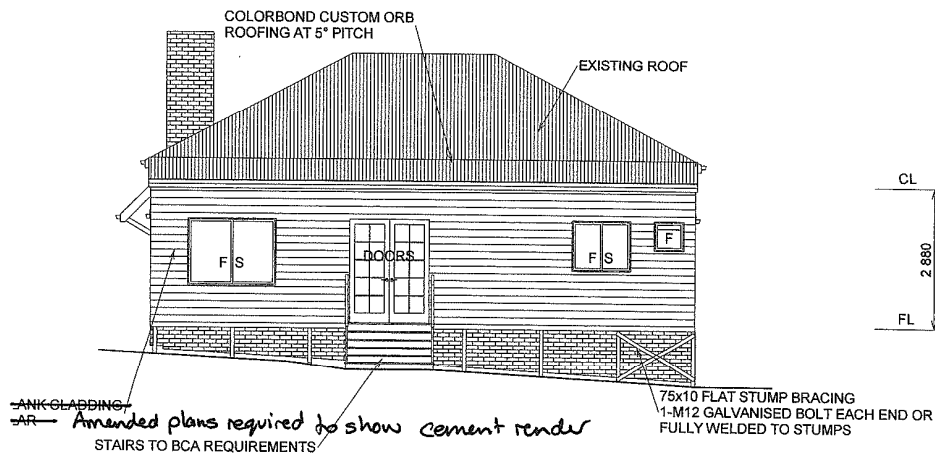 COLORBOND CUSTOM ORB
ROOFING AT 5° PITCH
EXISTING ROOF
CL
2 880
FL
F S
DOORS
F S
F
ANK CLADDING
AR
Amended plans required to show cement render
STAIRS TO BCA REQUIREMENTS
75x10 FLAT STUMP BRACING
1-M12 GALVANISED BOLT EACH END OR
FULLY WELDED TO STUMPS